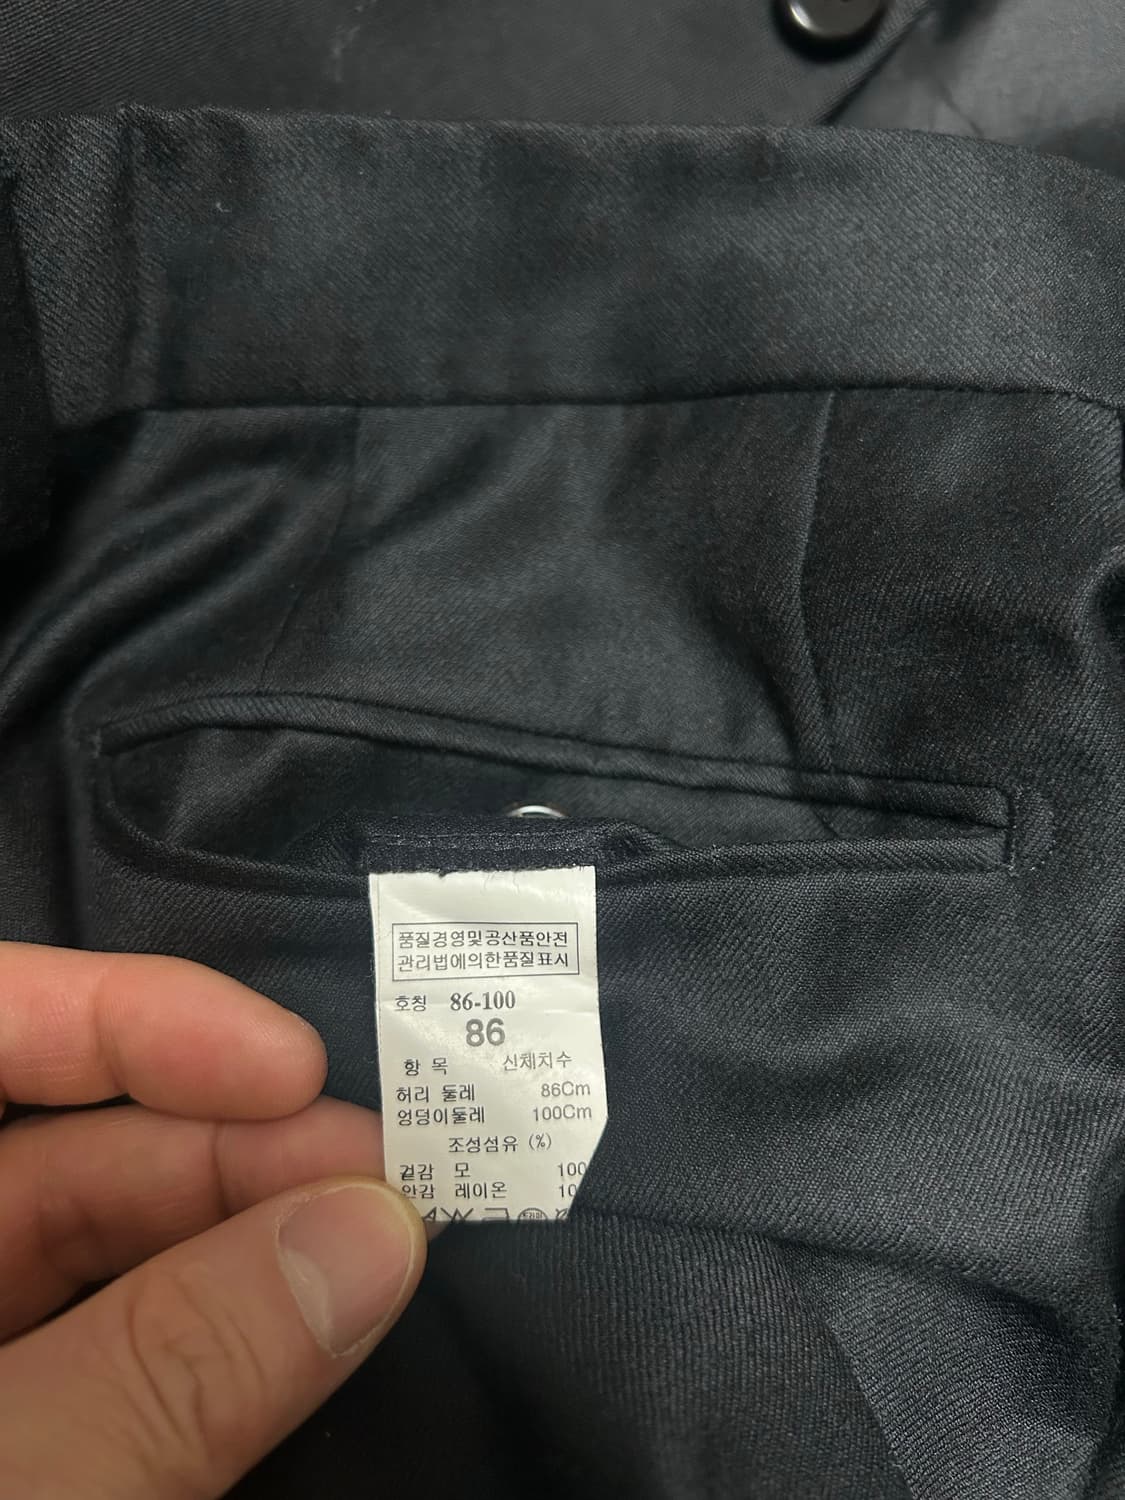 품질경영및공산품안전
관리법에의한품질표시
호칭 86-100
86
항 목 신체치수
허리 둘레 86Cm
엉덩이둘레 100Cm
조성섬유 (%)
겉감 모 100
안감 레이온